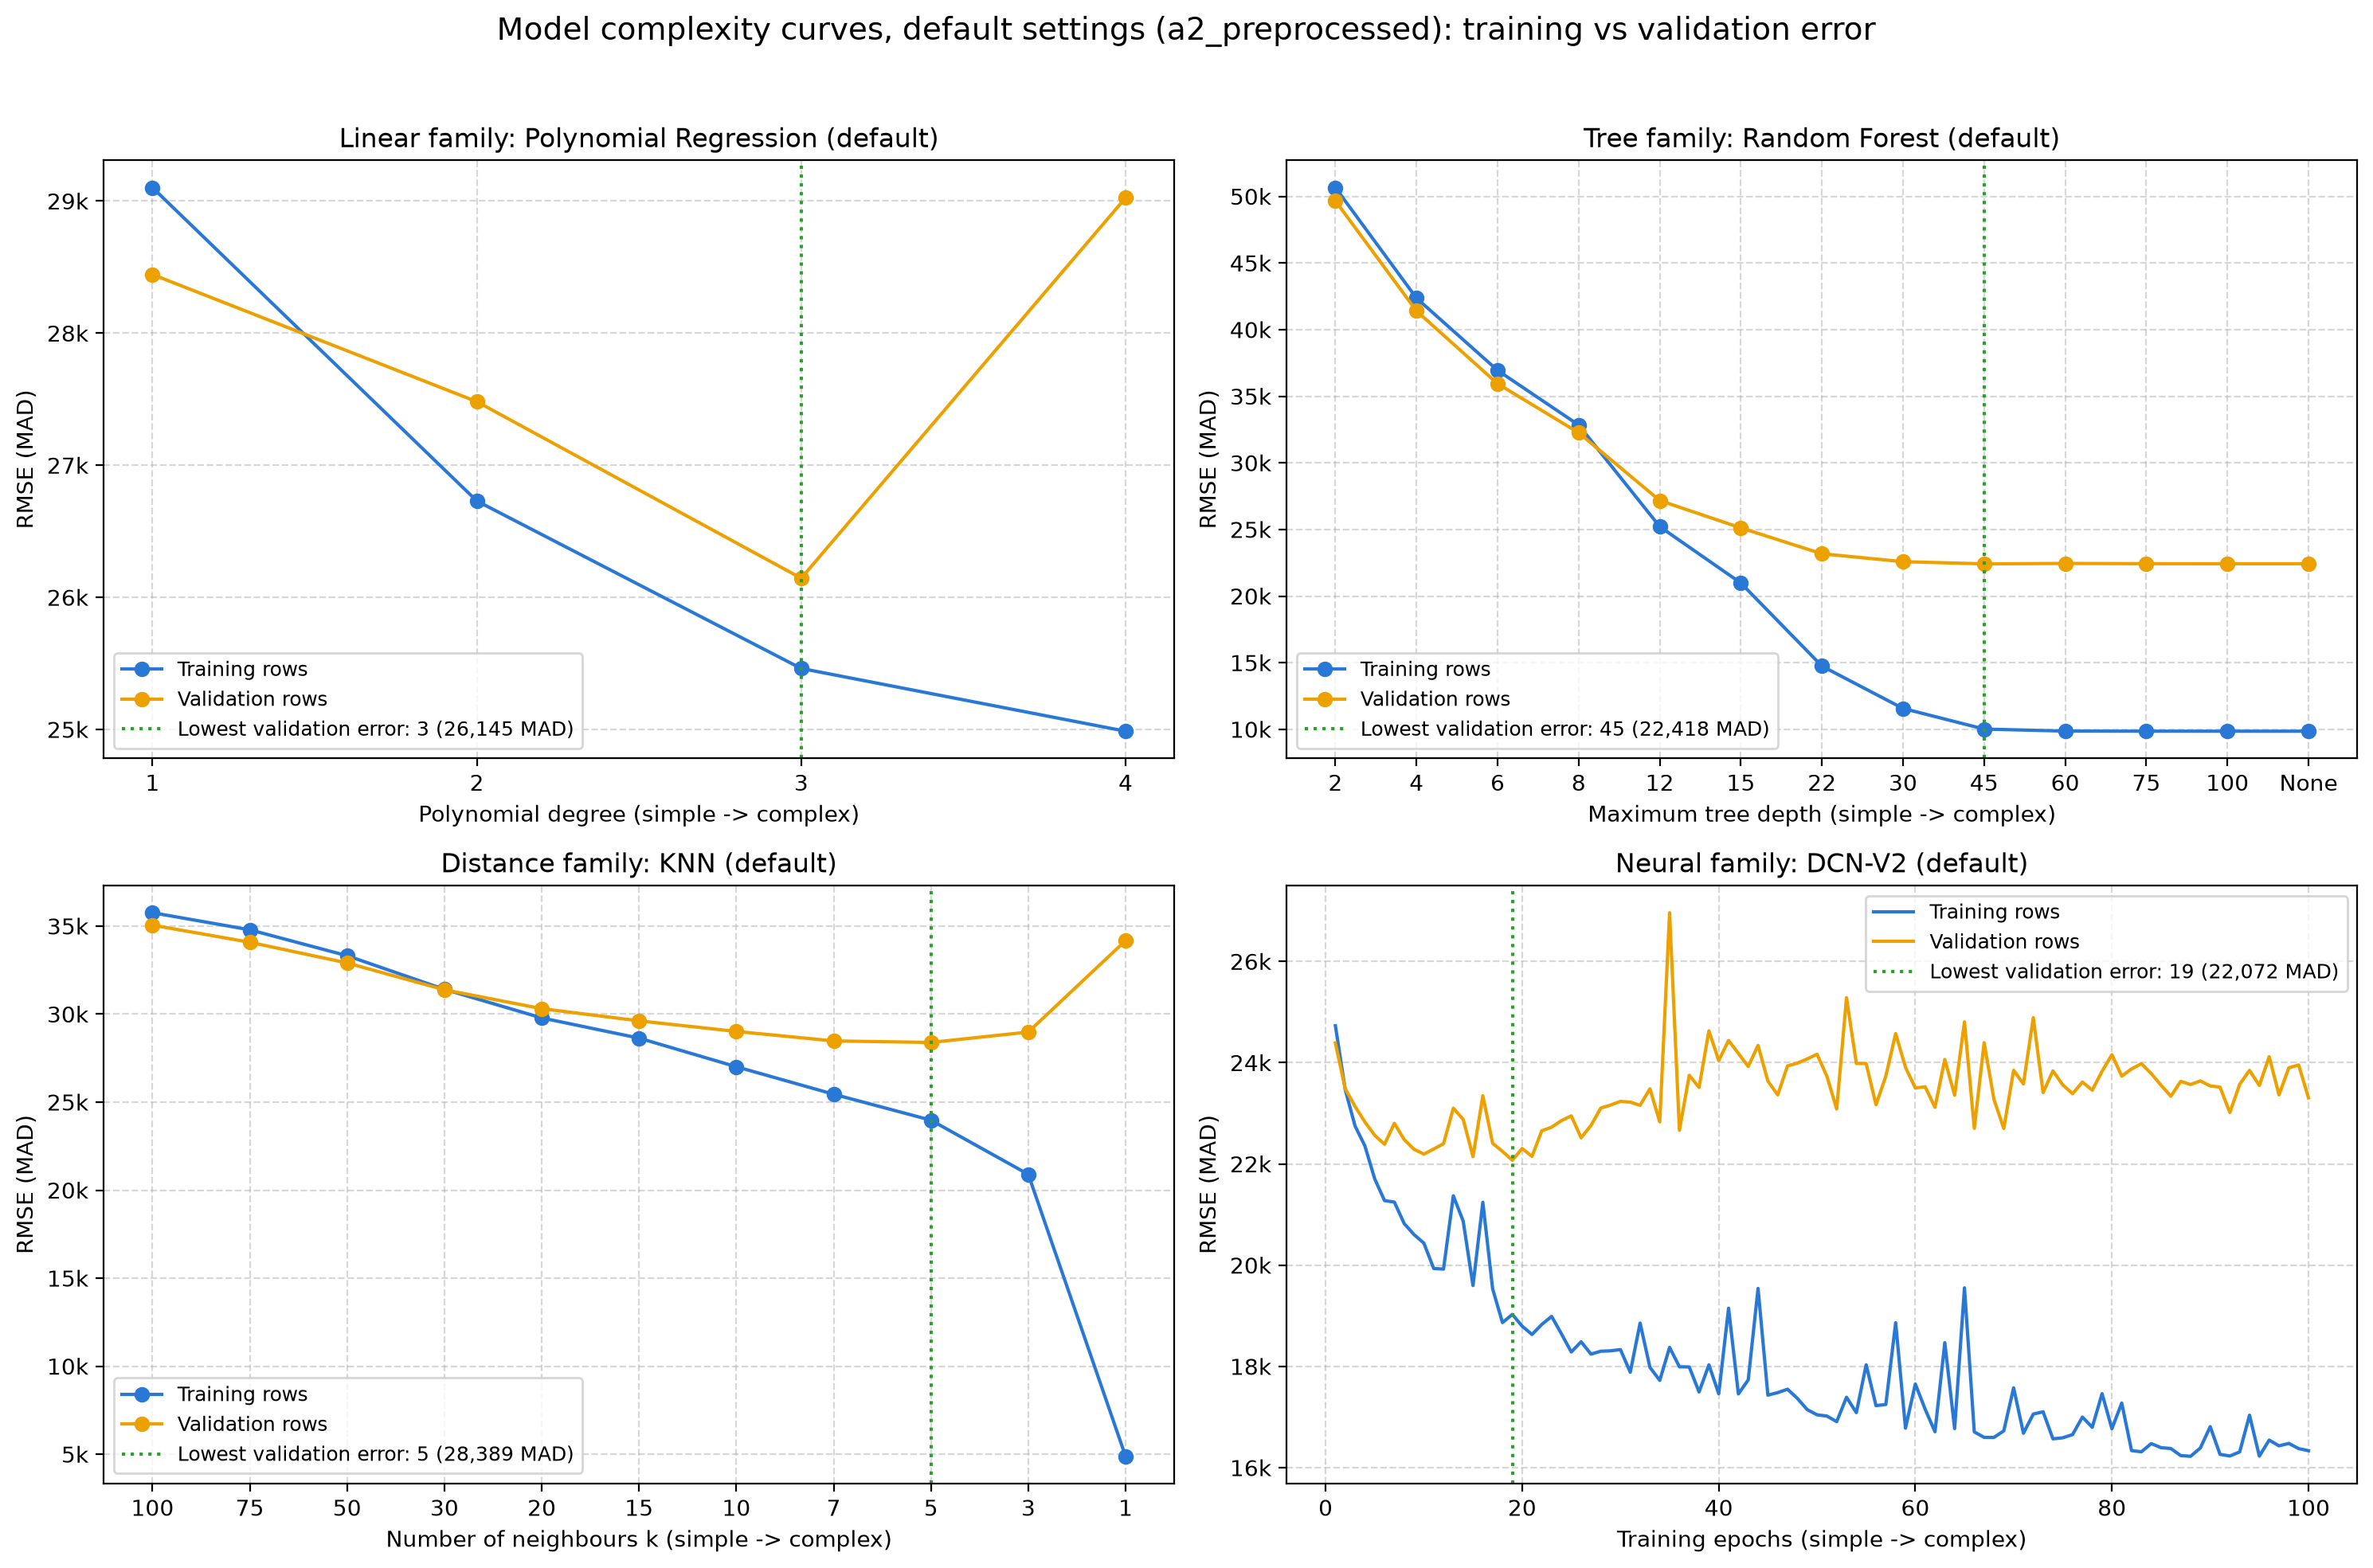 Model complexity curves, default settings (a2_preprocessed): training vs validation error
Linear family: Polynomial Regression (default)
RMSE (MAD)
29k
28k
27k
26k
25k
Training rows
Validation rows
Lowest validation error: 3 (26,145 MAD)
1 2 3 4
Polynomial degree (simple -> complex)
Tree family: Random Forest (default)
RMSE (MAD)
50k
45k
40k
35k
30k
25k
20k
15k
10k
Training rows
Validation rows
Lowest validation error: 45 (22,418 MAD)
2 4 6 8 12 15 22 30 45 60 75 100 None
Maximum tree depth (simple -> complex)
Distance family: KNN (default)
RMSE (MAD)
35k
30k
25k
20k
15k
10k
5k
Training rows
Validation rows
Lowest validation error: 5 (28,389 MAD)
100 75 50 30 20 15 10 7 5 3 1
Number of neighbours k (simple -> complex)
Neural family: DCN-V2 (default)
RMSE (MAD)
26k
24k
22k
20k
18k
16k
Training rows
Validation rows
Lowest validation error: 19 (22,072 MAD)
0 20 40 60 80 100
Training epochs (simple -> complex)